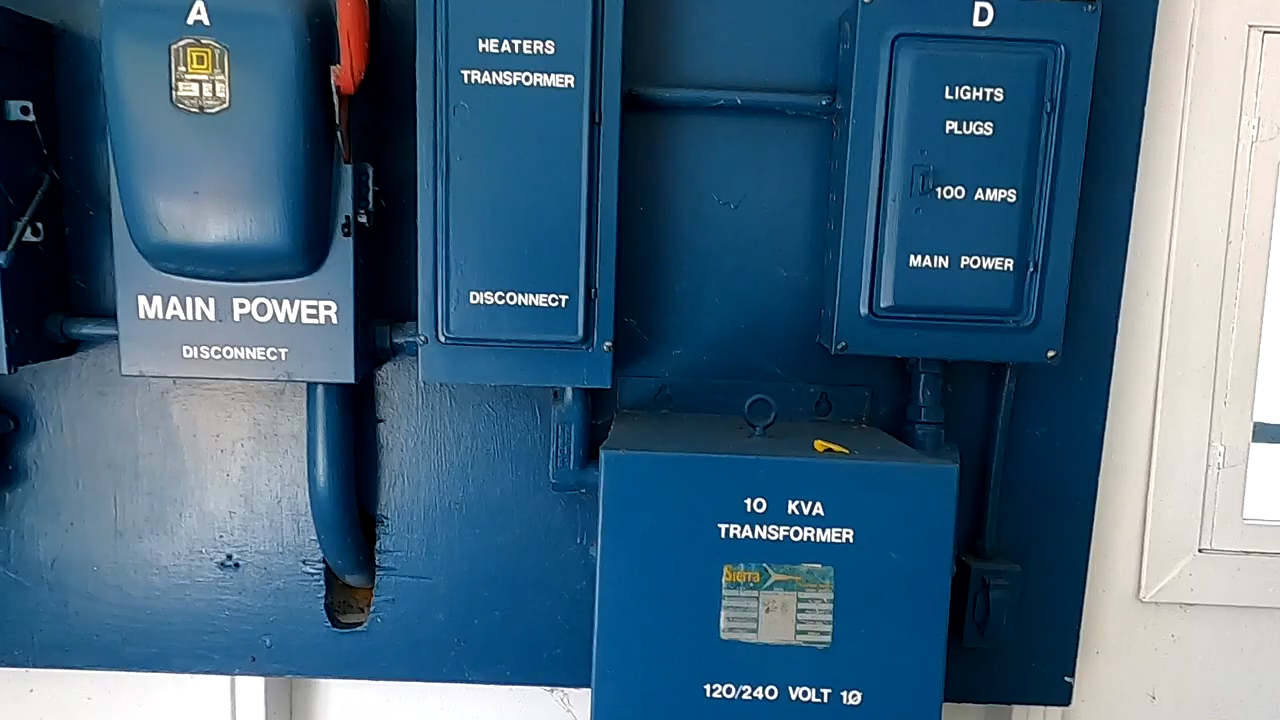 A
D
MAIN POWER
DISCONNECT
HEATERS
TRANSFORMER
DISCONNECT
D
LIGHTS
PLUGS
100 AMPS
MAIN POWER
10 KVA
TRANSFORMER
Sierra
120/240 VOLT 1Ø